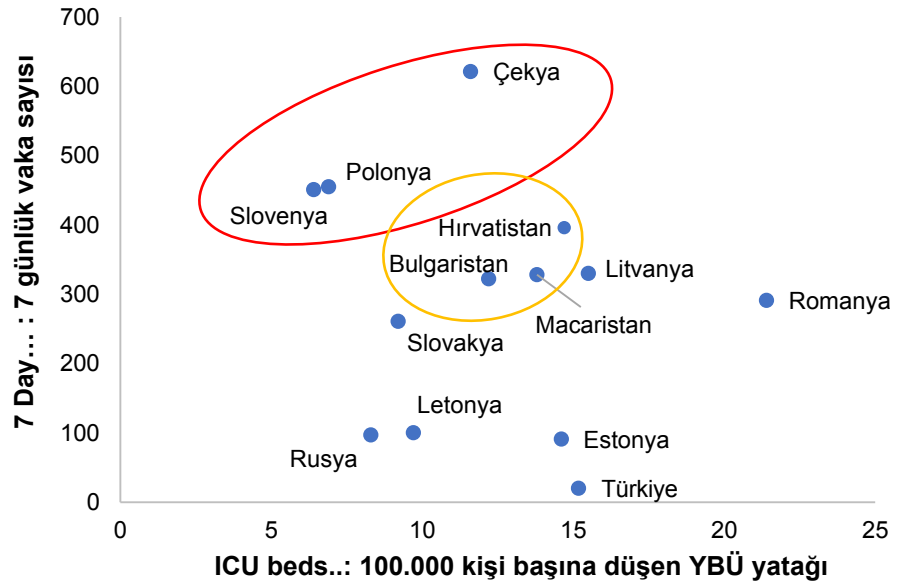 700
600
500
400
300
200
100
0
7 Day… : 7 günlük vaka sayısı
Çekya
Polonya
Slovenya
Hırvatistan
Bulgaristan
Litvanya
Romanya
Macaristan
Slovakya
Letonya
Rusya
Estonya
Türkiye
0 5 10 15 20 25
ICU beds..: 100.000 kişi başına düşen YBÜ yatağı